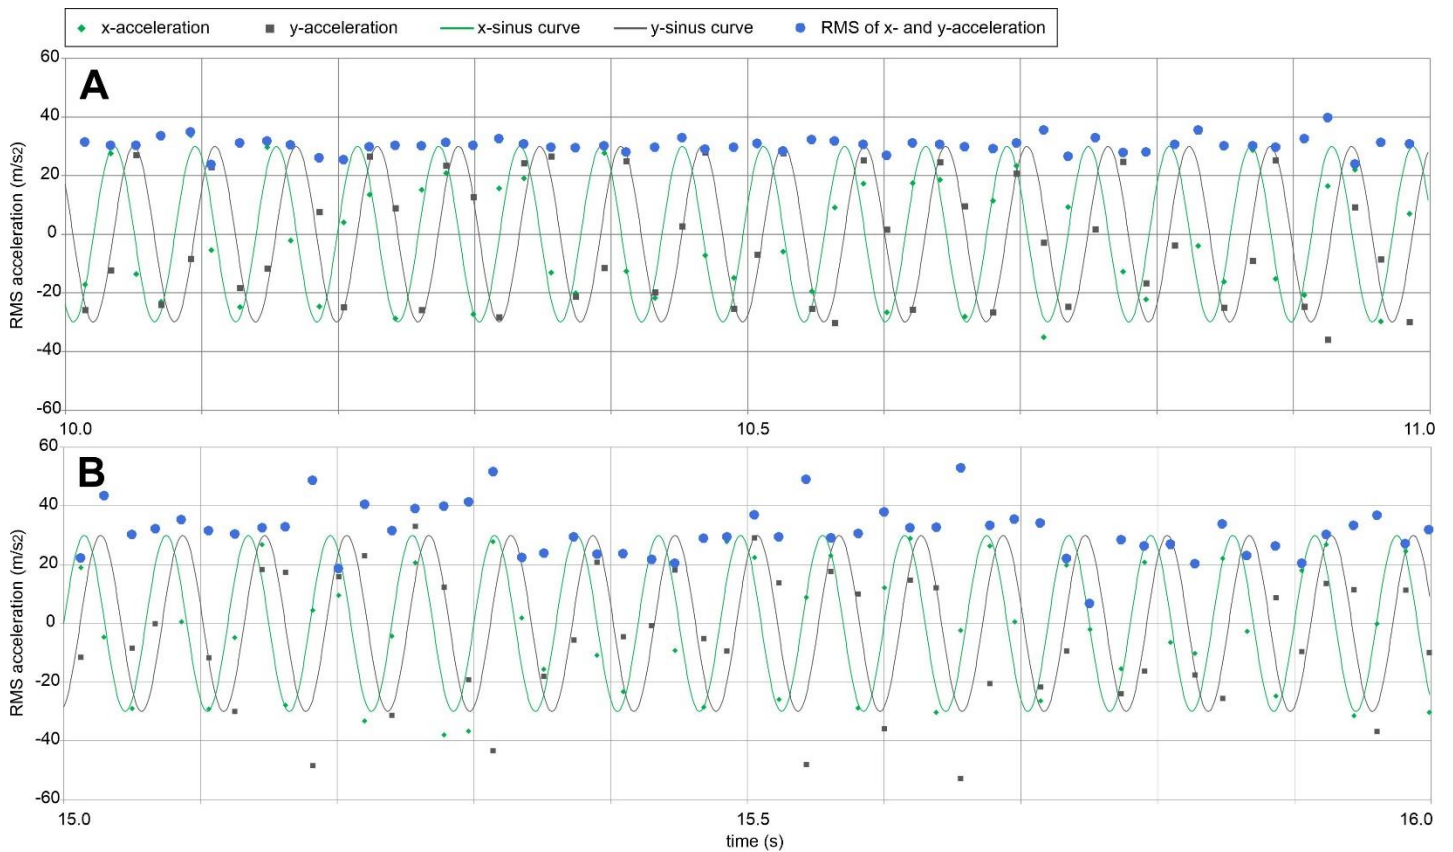 x-acceleration y-acceleration x-sinus curve y-sinus curve RMS of x- and y-acceleration
A
RMS acceleration (m/s2)
60
40
20
0
-20
-40
-60
10.0 10.5 11.0
B
RMS acceleration (m/s2)
60
40
20
0
-20
-40
-60
15.0 15.5 16.0
time (s)